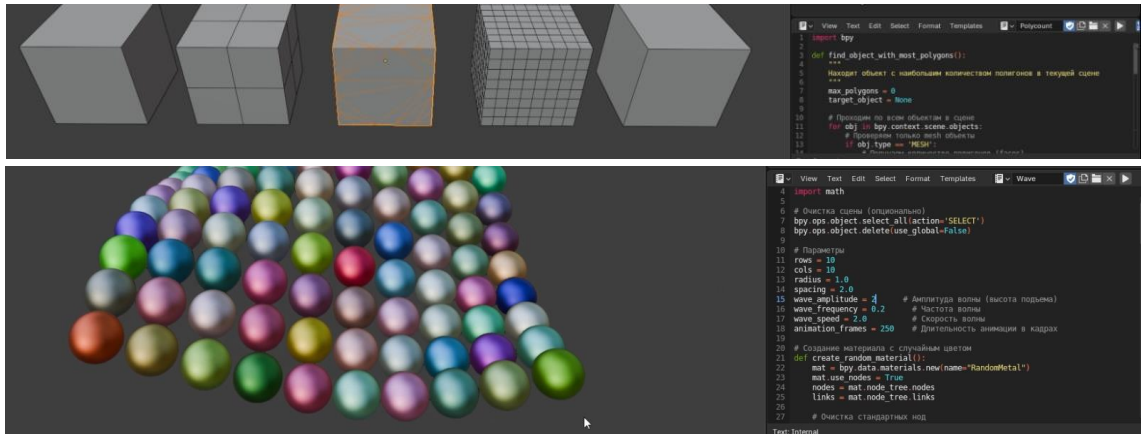 View Text Edit Select Format Templates Polycount
1 import bpy
2
3 def find_object_with_most_polygons():
4 """
5 Находит объект с наибольшим количеством полигонов в текущей сцене
6 """
7 max_polygons = 0
8 target_object = None
9
10 # Проходим по всем объектам в сцене
11 for obj in bpy.context.scene.objects:
12 # Проверяем только mesh объекты
13 if obj.type == 'MESH':
View Text Edit Select Format Templates Wave
4 import math
5
6 # Очистка сцены (опционально)
7 bpy.ops.object.select_all(action='SELECT')
8 bpy.ops.object.delete(use_global=False)
9
10 # Параметры
11 rows = 10
12 cols = 10
13 radius = 1.0
14 spacing = 2.0
15 wave_amplitude = 2 # Амплитуда волны (высота подъема)
16 wave_frequency = 0.2 # Частота волны
17 wave_speed = 2.0 # Скорость волны
18 animation_frames = 250 # Длительность анимации в кадрах
19
20 # Создание материала с случайным цветом
21 def create_random_material():
22 mat = bpy.data.materials.new(name="RandomMetal")
23 mat.use_nodes = True
24 nodes = mat.node_tree.nodes
25 links = mat.node_tree.links
26
27 # Очистка стандартных нод
Text: Internal